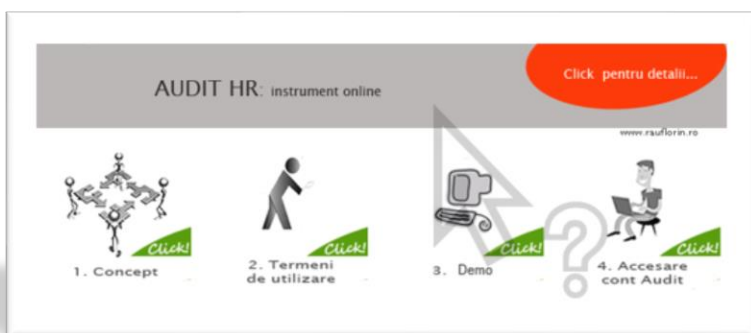 AUDIT HR: instrument online
Click pentru detalii...
www.rauflorin.ro
Click!
Click!
Click!
Click!
1. Concept
2. Termeni
de utilizare
3. Demo
4. Accesare
cont Audit
?